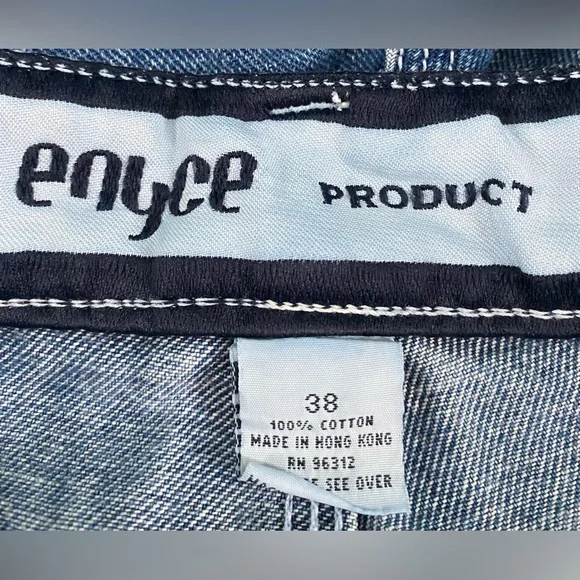 enyce PRODUCT
38
100% COTTON
MADE IN HONG KONG
RN 96312
SEE OVER